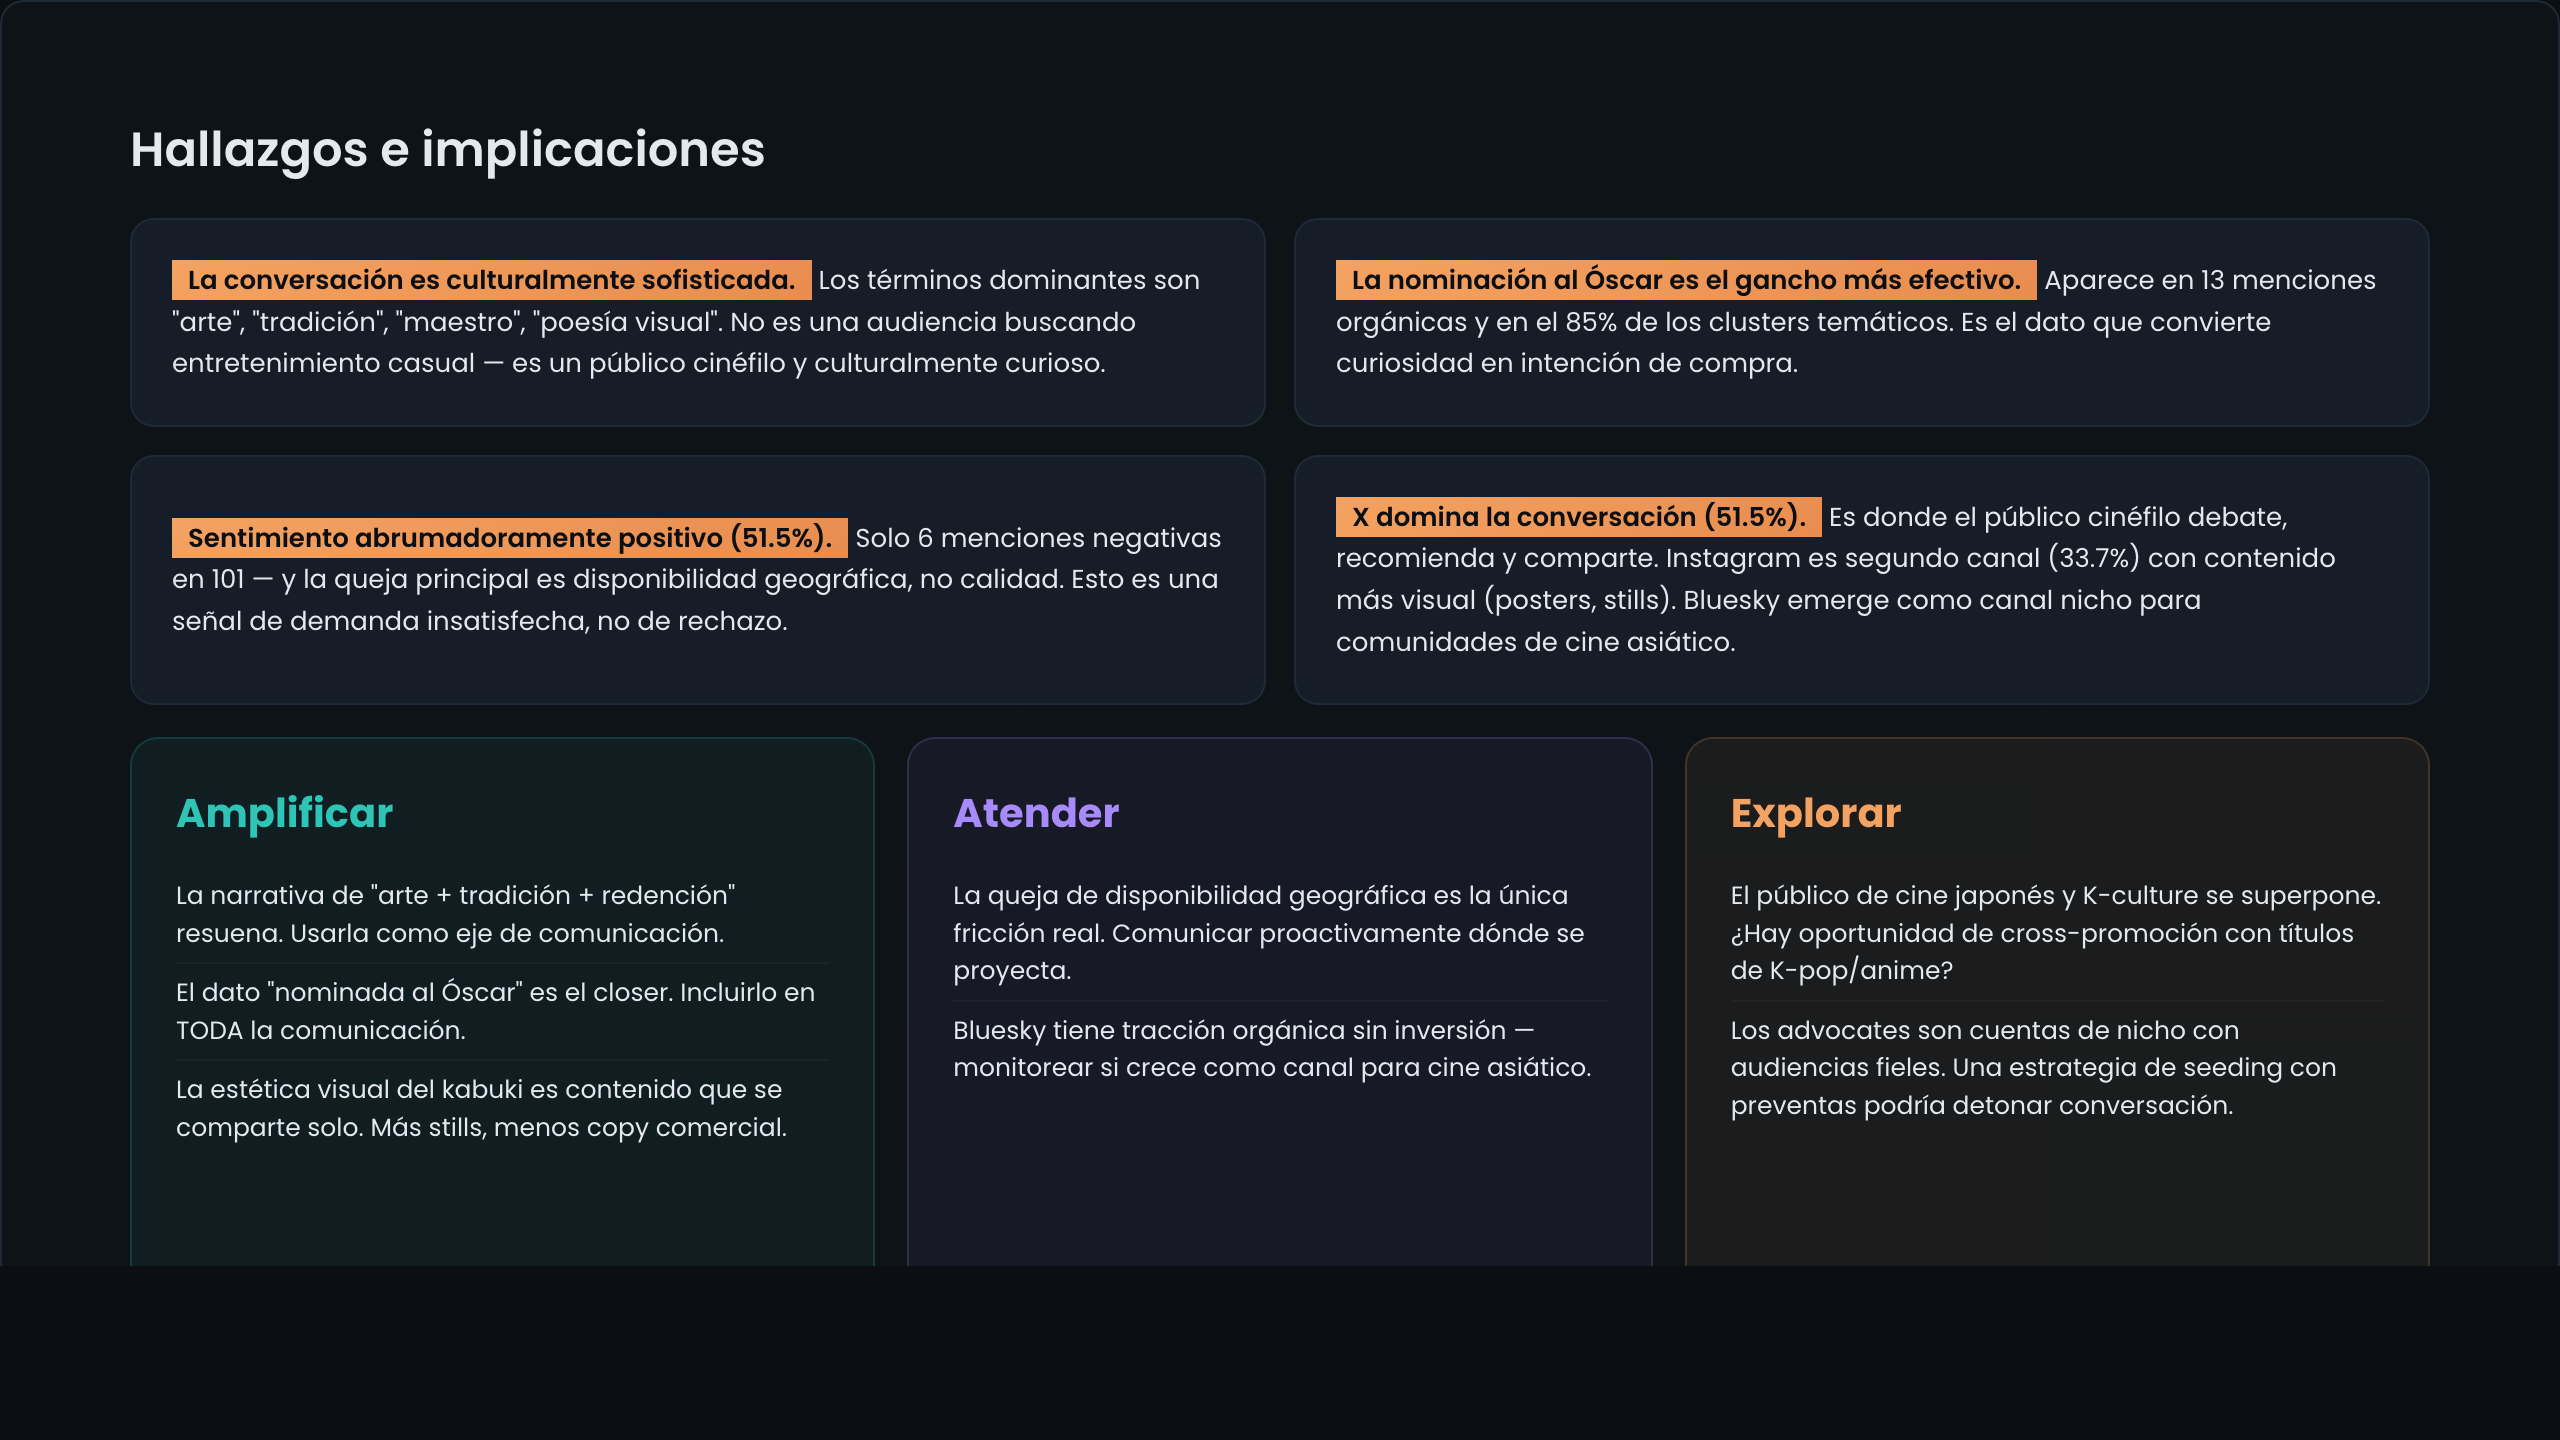 Hallazgos e implicaciones
La conversación es culturalmente sofisticada. Los términos dominantes son
"arte", "tradición", "maestro", "poesía visual". No es una audiencia buscando
entretenimiento casual — es un público cinéfilo y culturalmente curioso.
La nominación al Óscar es el gancho más efectivo. Aparece en 13 menciones
orgánicas y en el 85% de los clusters temáticos. Es el dato que convierte
curiosidad en intención de compra.
Sentimiento abrumadoramente positivo (51.5%). Solo 6 menciones negativas
en 101 — y la queja principal es disponibilidad geográfica, no calidad. Esto es una
señal de demanda insatisfecha, no de rechazo.
X domina la conversación (51.5%). Es donde el público cinéfilo debate,
recomienda y comparte. Instagram es segundo canal (33.7%) con contenido
más visual (posters, stills). Bluesky emerge como canal nicho para
comunidades de cine asiático.
Amplificar
La narrativa de "arte + tradición + redención"
resuena. Usarla como eje de comunicación.
El dato "nominada al Óscar" es el closer. Incluirlo en
TODA la comunicación.
La estética visual del kabuki es contenido que se
comparte solo. Más stills, menos copy comercial.
Atender
La queja de disponibilidad geográfica es la única
fricción real. Comunicar proactivamente dónde se
proyecta.
Bluesky tiene tracción orgánica sin inversión —
monitorear si crece como canal para cine asiático.
Explorar
El público de cine japonés y K-culture se superpone.
¿Hay oportunidad de cross-promoción con títulos
de K-pop/anime?
Los advocates son cuentas de nicho con
audiencias fieles. Una estrategia de seeding con
preventas podría detonar conversación.